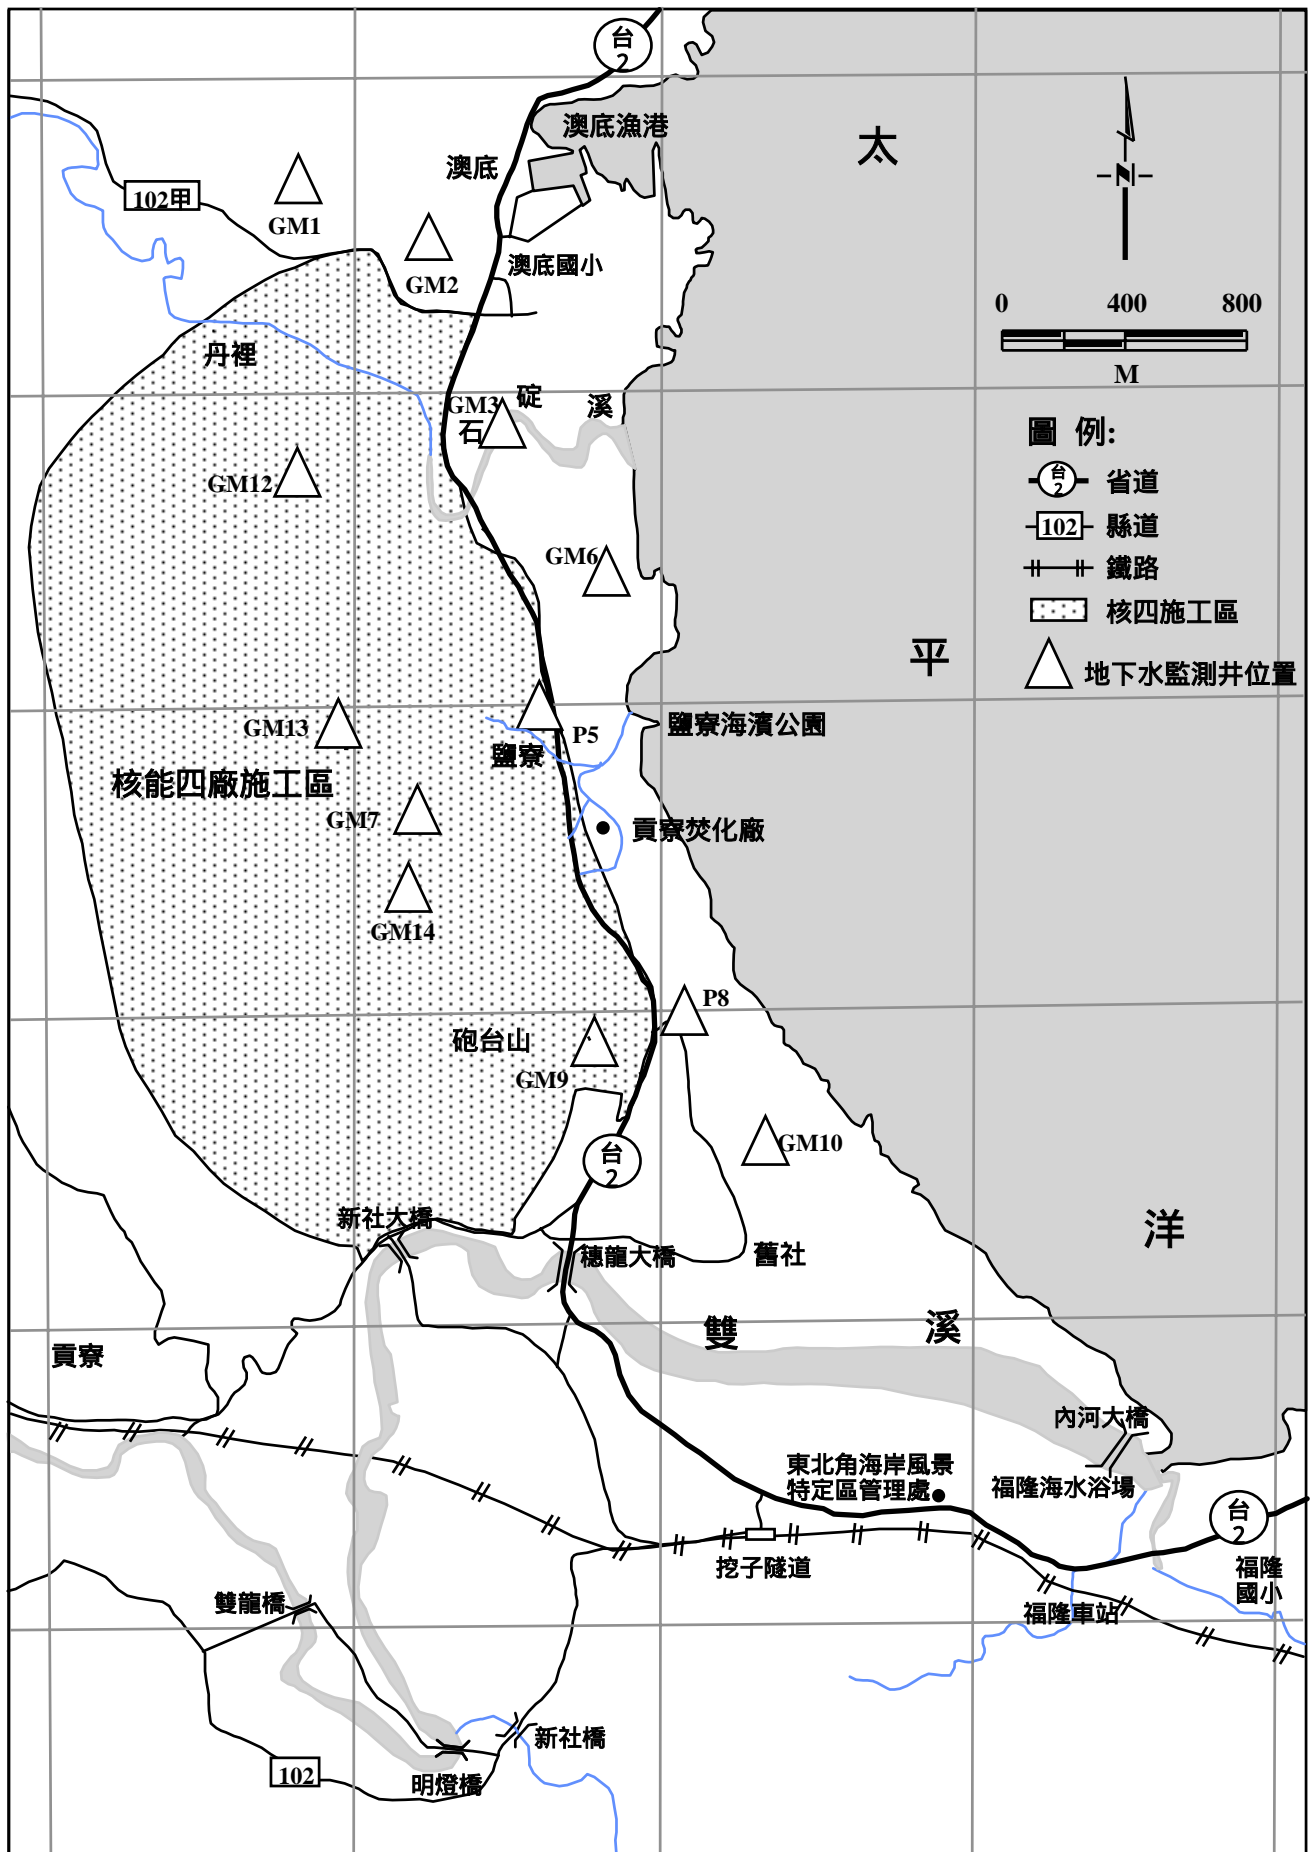 台
2
澳底漁港
太
澳底
102甲
GM1
GM2
澳底國小
N
0 400 800
M
丹裡
GM3
碇
溪
石
圖 例:
台
2
省道
GM12
102
縣道
GM6
鐵路
核四施工區
平
地下水監測井位置
GM13
P5
鹽寮海濱公園
鹽寮
核能四廠施工區
GM7
貢寮焚化廠
GM14
P8
砲台山
GM9
GM10
台
2
新社大橋
洋
穗龍大橋
舊社
雙
溪
貢寮
內河大橋
東北角海岸風景
特定區管理處
福隆海水浴場
台
2
挖子隧道
福隆
國小
雙龍橋
福隆車站
新社橋
102
明燈橋